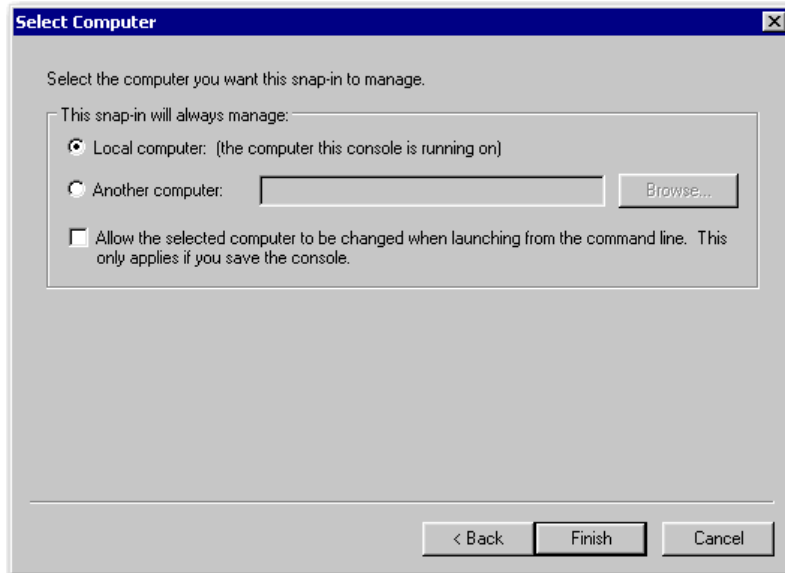 Select Computer
Select the computer you want this snap-in to manage.
This snap-in will always manage:
Local computer: (the computer this console is running on)
Another computer:
Browse...
Allow the selected computer to be changed when launching from the command line. This
only applies if you save the console.
< Back
Finish
Cancel